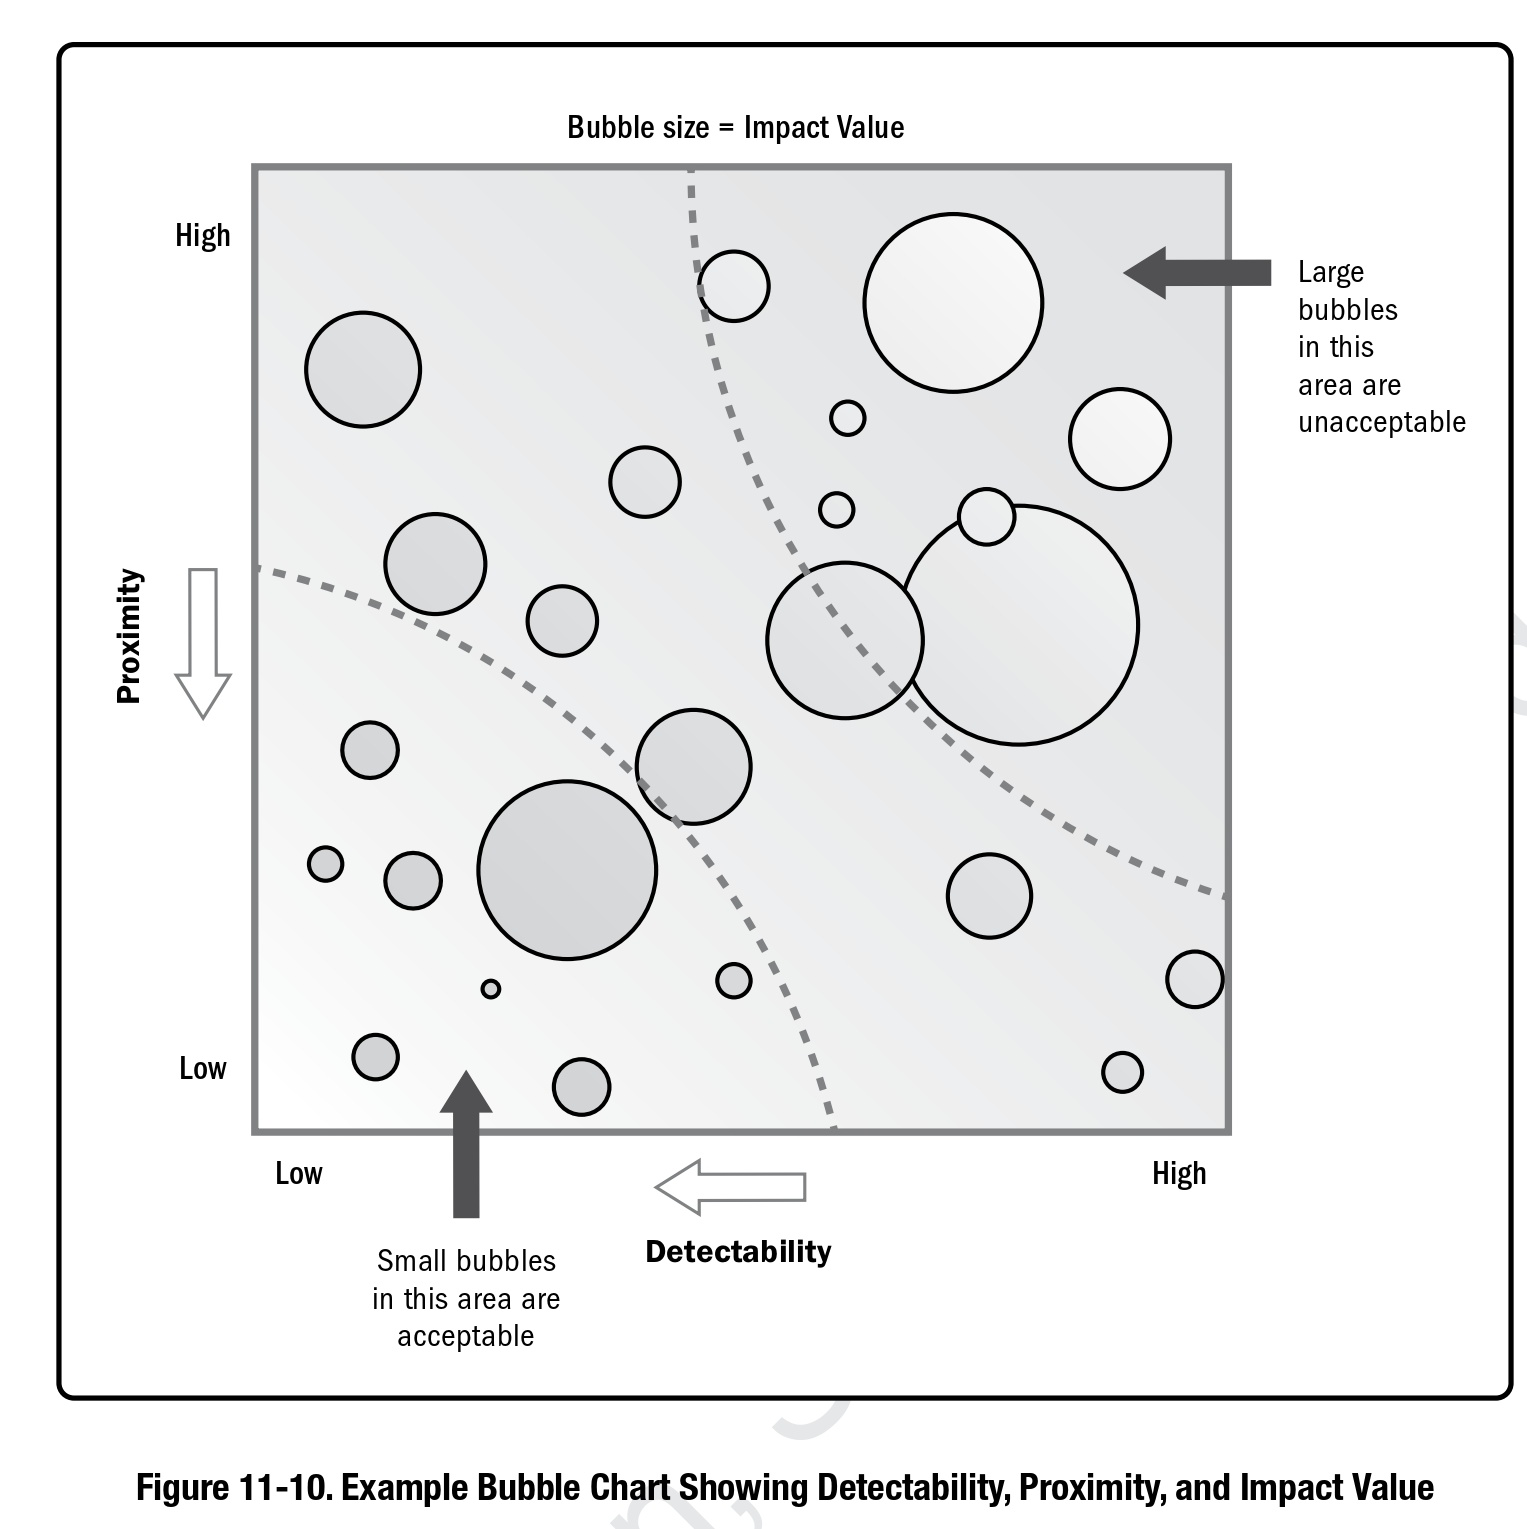 Bubble size = Impact Value
High
Large
bubbles
in this
area are
unacceptable
Proximity
Low
Low
High
Detectability
Small bubbles
in this area are
acceptable
Figure 11-10. Example Bubble Chart Showing Detectability, Proximity, and Impact Value